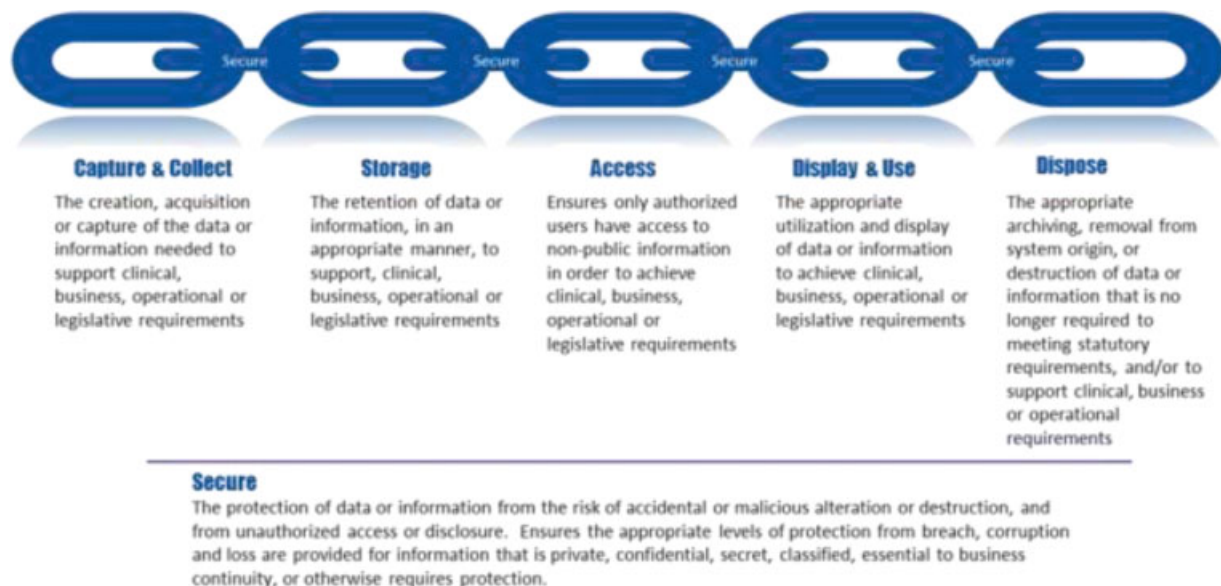 Secure
Secure
Secure
Secure
Capture & Collect
The creation, acquisition
or capture of the data or
information needed to
support clinical,
business, operational or
legislative requirements
Storage
The retention of data or
information, in an
appropriate manner, to
support, clinical,
business, operational or
legislative requirements
Access
Ensures only authorized
users have access to
non-public information
in order to achieve
clinical, business,
operational or
legislative requirements
Display & Use
The appropriate
utilization and display
of data or information
to achieve clinical,
business, operational or
legislative requirements
Dispose
The appropriate
archiving, removal from
system origin, or
destruction of data or
information that is no
longer required to
meeting statutory
requirements, and/or to
support clinical, business
or operational
requirements
Secure
The protection of data or information from the risk of accidental or malicious alteration or destruction, and
from unauthorized access or disclosure.  Ensures the appropriate levels of protection from breach, corruption
and loss are provided for information that is private, confidential, secret, classified, essential to business
continuity, or otherwise requires protection.